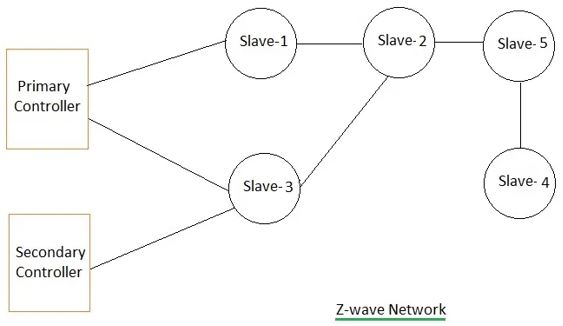 Slave-1
Slave- 2
Slave- 5
Primary
Controller
Slave- 3
Slave- 4
Secondary
Controller
Z-wave Network